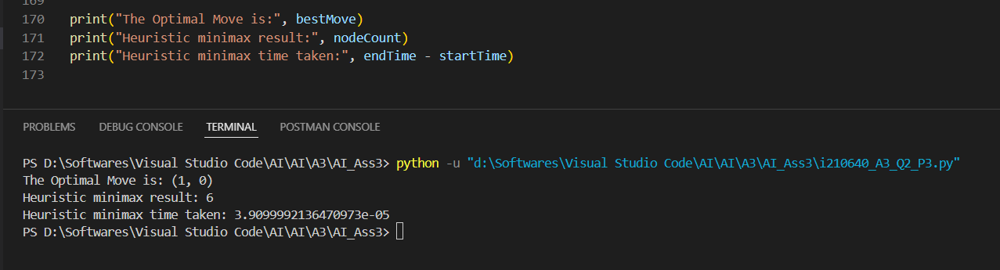 169
170 print("The Optimal Move is:", bestMove)
171 print("Heuristic minimax result:", nodeCount)
172 print("Heuristic minimax time taken:", endTime - startTime)
173
PROBLEMS DEBUG CONSOLE TERMINAL POSTMAN CONSOLE
PS D:\Softwares\Visual Studio Code\AI\AI\A3\AI_Ass3> python -u "d:\Softwares\Visual Studio Code\AI\AI\A3\AI_Ass3\i210640_A3_Q2_P3.py"
The Optimal Move is: (1, 0)
Heuristic minimax result: 6
Heuristic minimax time taken: 3.9099992136470973e-05
PS D:\Softwares\Visual Studio Code\AI\AI\A3\AI_Ass3>